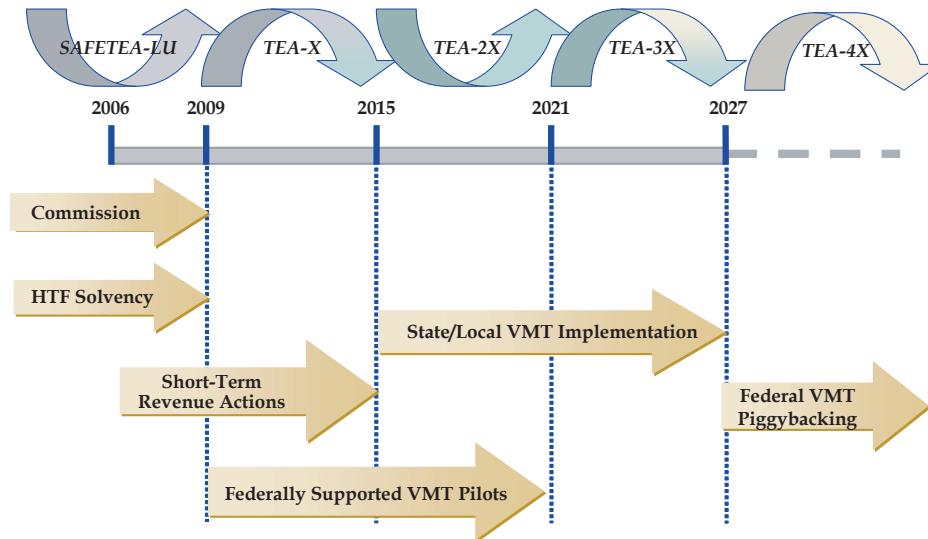 SAFETEA-LU
TEA-X
TEA-2X
TEA-3X
TEA-4X
2006
2009
2015
2021
2027
Commission
HTF Solvency
State/Local VMT Implementation
Short-Term
Revenue Actions
Federal VMT
Piggybacking
Federally Supported VMT Pilots